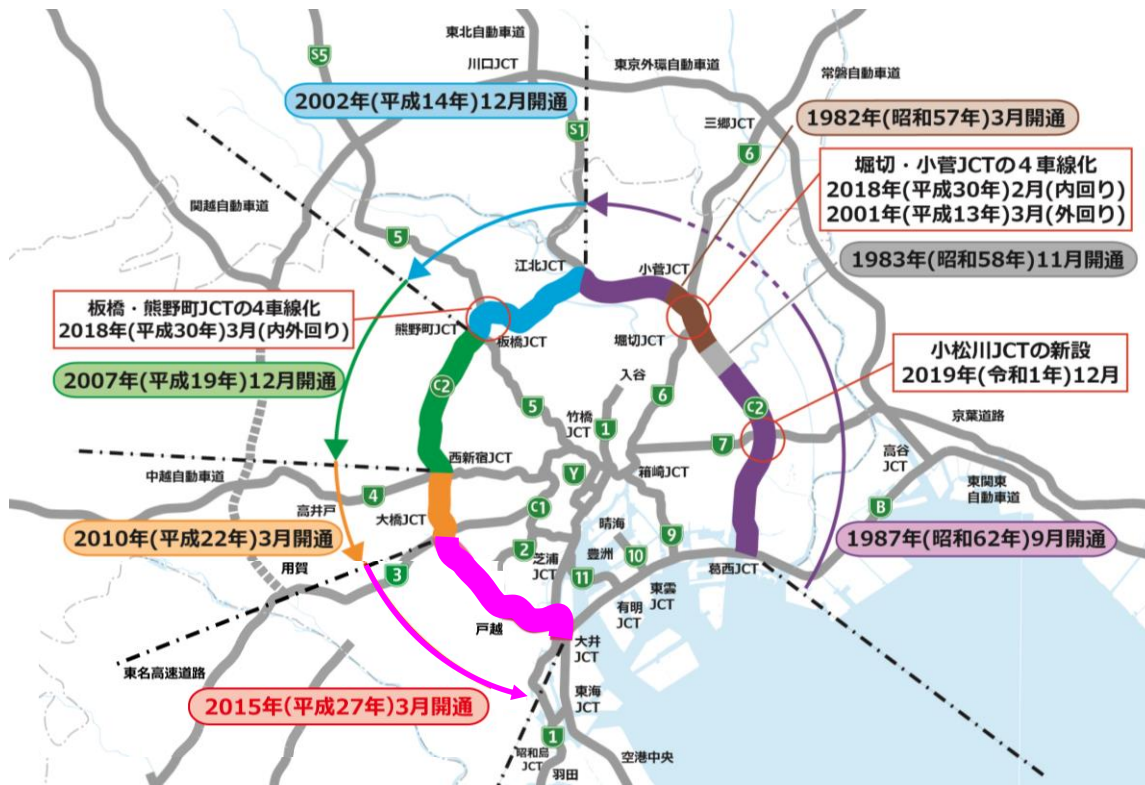 東北自動車道
川口JCT
東京外環自動車道
常磐自動車道
S5
2002年(平成14年)12月開通
S1
三郷JCT
6
1982年(昭和57年)3月開通
堀切・小菅JCTの４車線化
2018年(平成30年)2月(内回り)
2001年(平成13年)3月(外回り)
1983年(昭和58年)11月開通
関越自動車道
5
江北JCT
小菅JCT
板橋・熊野町JCTの4車線化
2018年(平成30年)3月(内外回り)
熊野町JCT
板橋JCT
堀切JCT
小松川JCTの新設
2019年(令和1年)12月
2007年(平成19年)12月開通
C2
入谷
6
5
竹橋
JCT
1
C2
7
京葉道路
高谷
JCT
西新宿JCT
中越自動車道
4
高井戸
Y
箱崎JCT
東関東
自動車道
大橋JCT
C1
晴海
9
B
2010年(平成22年)3月開通
2
芝浦
JCT
豊洲
10
葛西JCT
1987年(昭和62年)9月開通
用賀
3
11
東雲
JCT
有明
JCT
戸越
大井
JCT
東名高速道路
2015年(平成27年)3月開通
東海
JCT
1
昭和島
JCT
羽田
空港中央